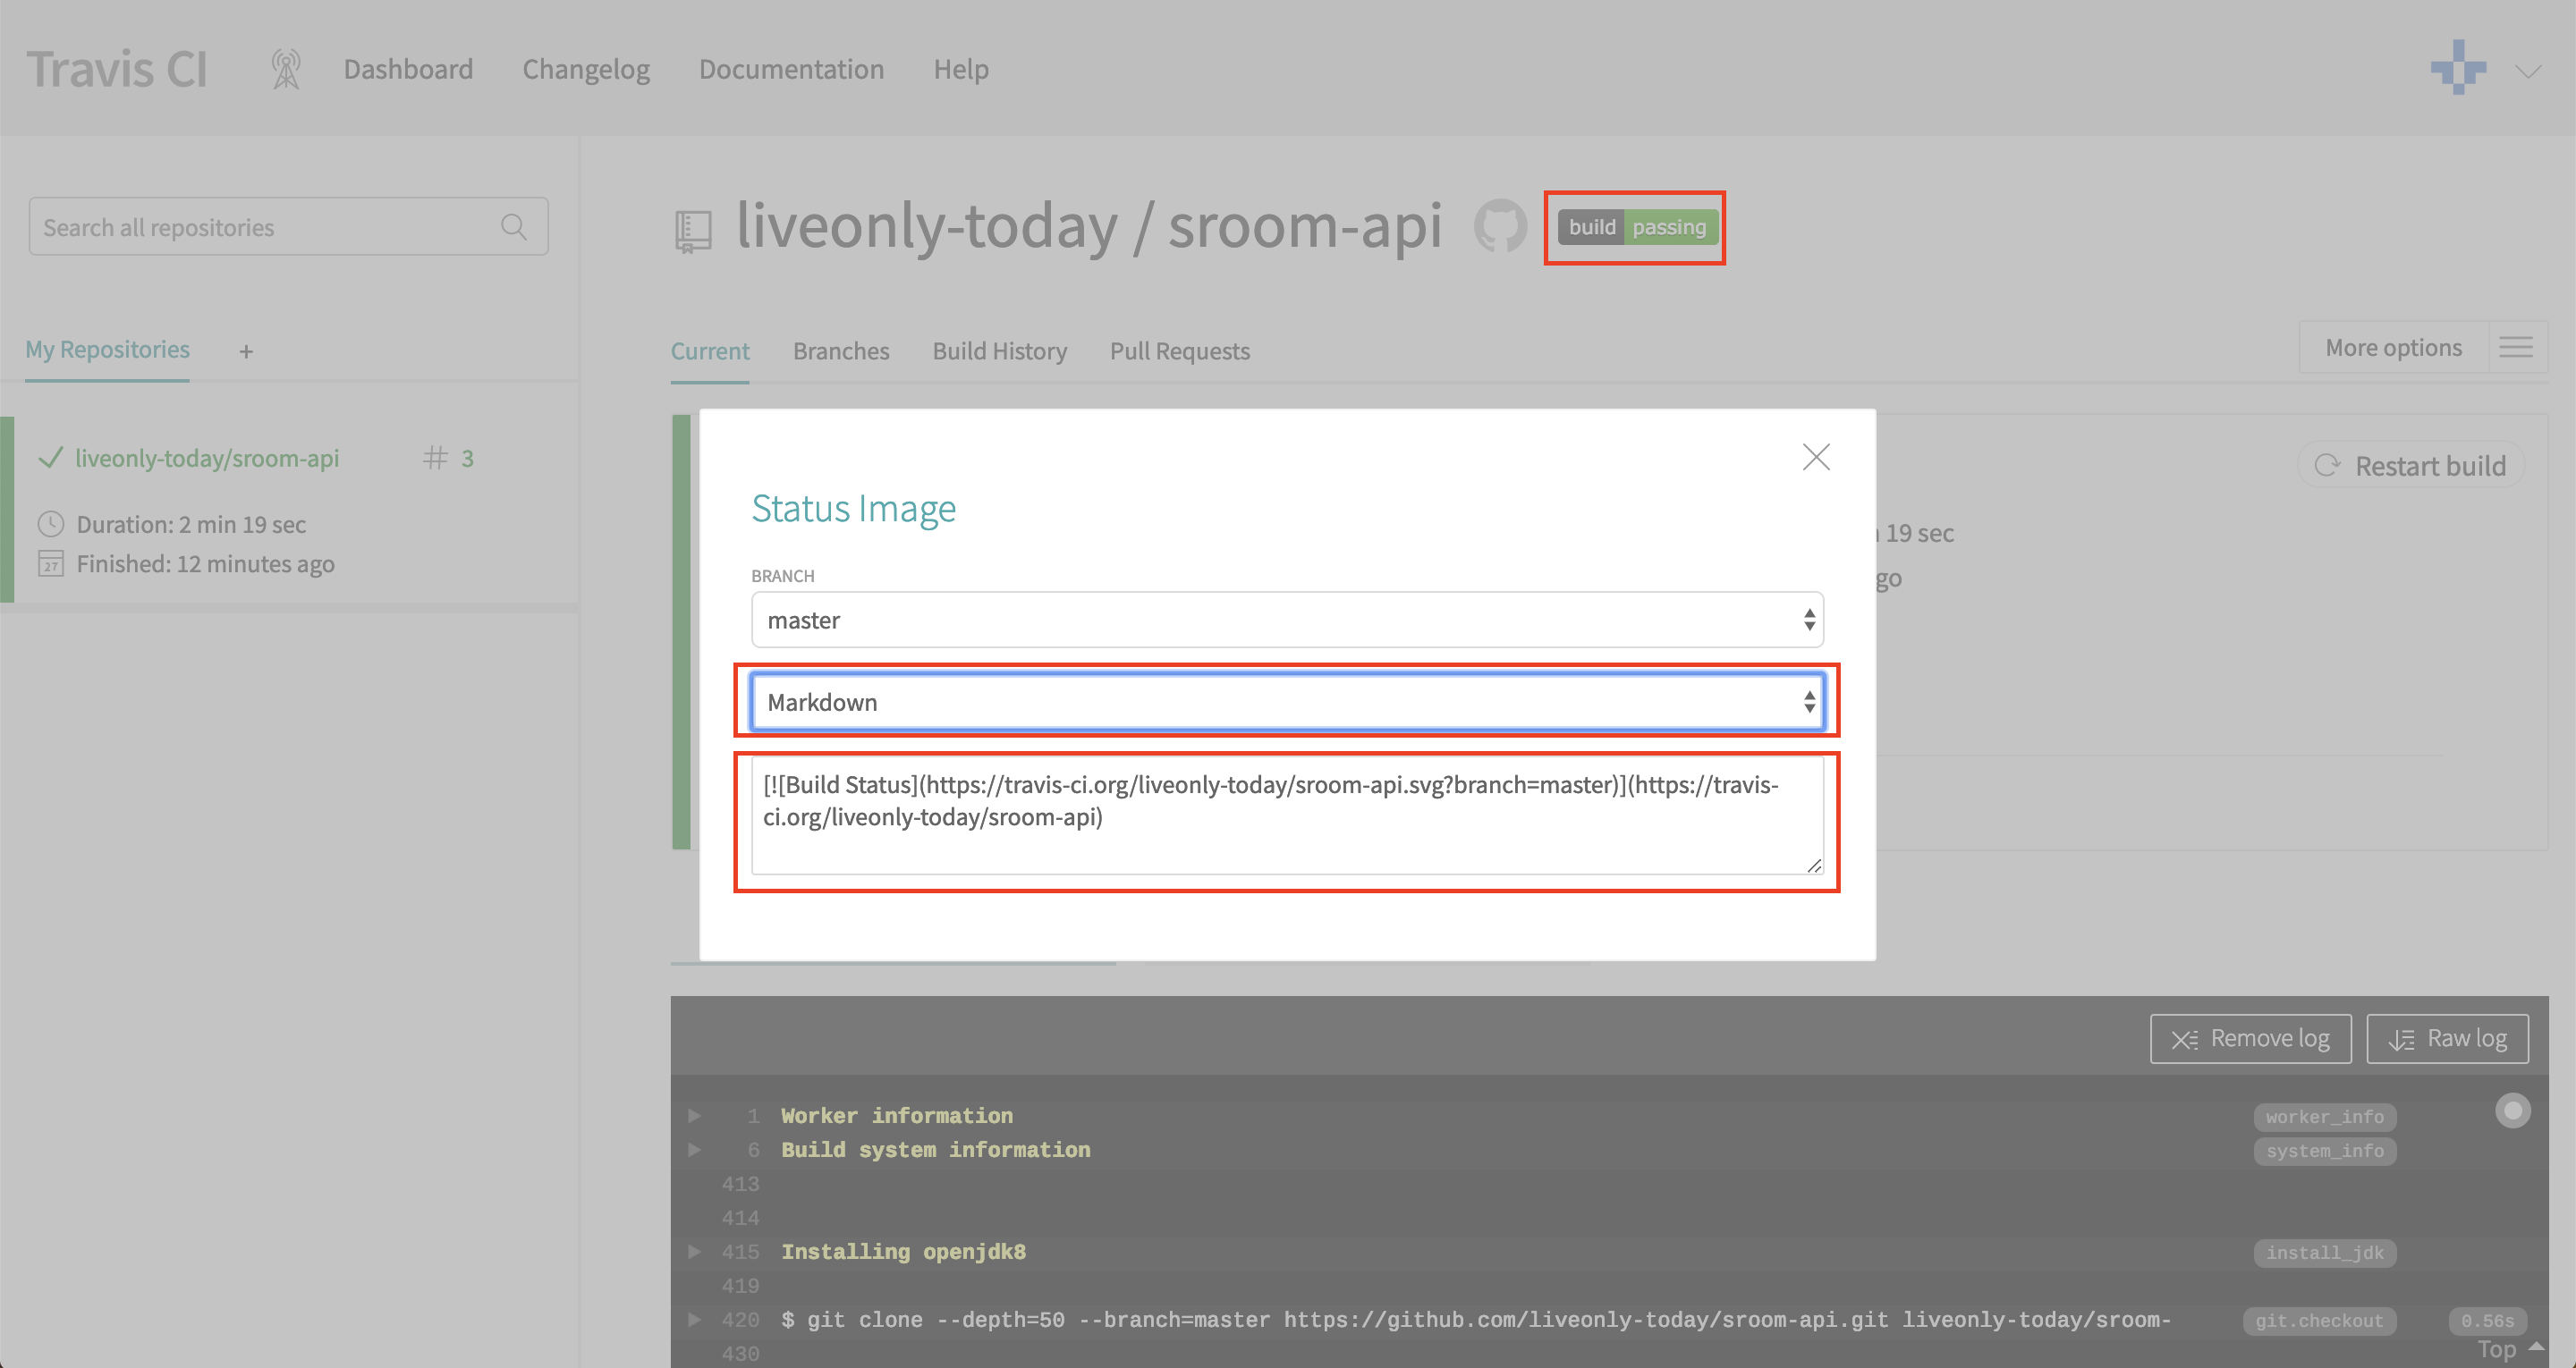 Travis CI
Dashboard
Changelog
Documentation
Help
Search all repositories
My Repositories
+
liveonly-today/sroom-api
# 3
Duration: 2 min 19 sec
27
Finished: 12 minutes ago
liveonly-today / sroom-api
build passing
Current
Branches
Build History
Pull Requests
More options
Restart build
19 sec
go
Status Image
BRANCH
master
Markdown
[![Build Status](https://travis-ci.org/liveonly-today/sroom-api.svg?branch=master)](https://travis-
ci.org/liveonly-today/sroom-api)
Remove log
Raw log
1 Worker information worker_info
6 Build system information system_info
413
414
415 Installing openjdk8 install_jdk
419
420 $ git clone --depth=50 --branch=master https://github.com/liveonly-today/sroom-api.git liveonly-today/sroom- git.checkout 0.56s
430
Top